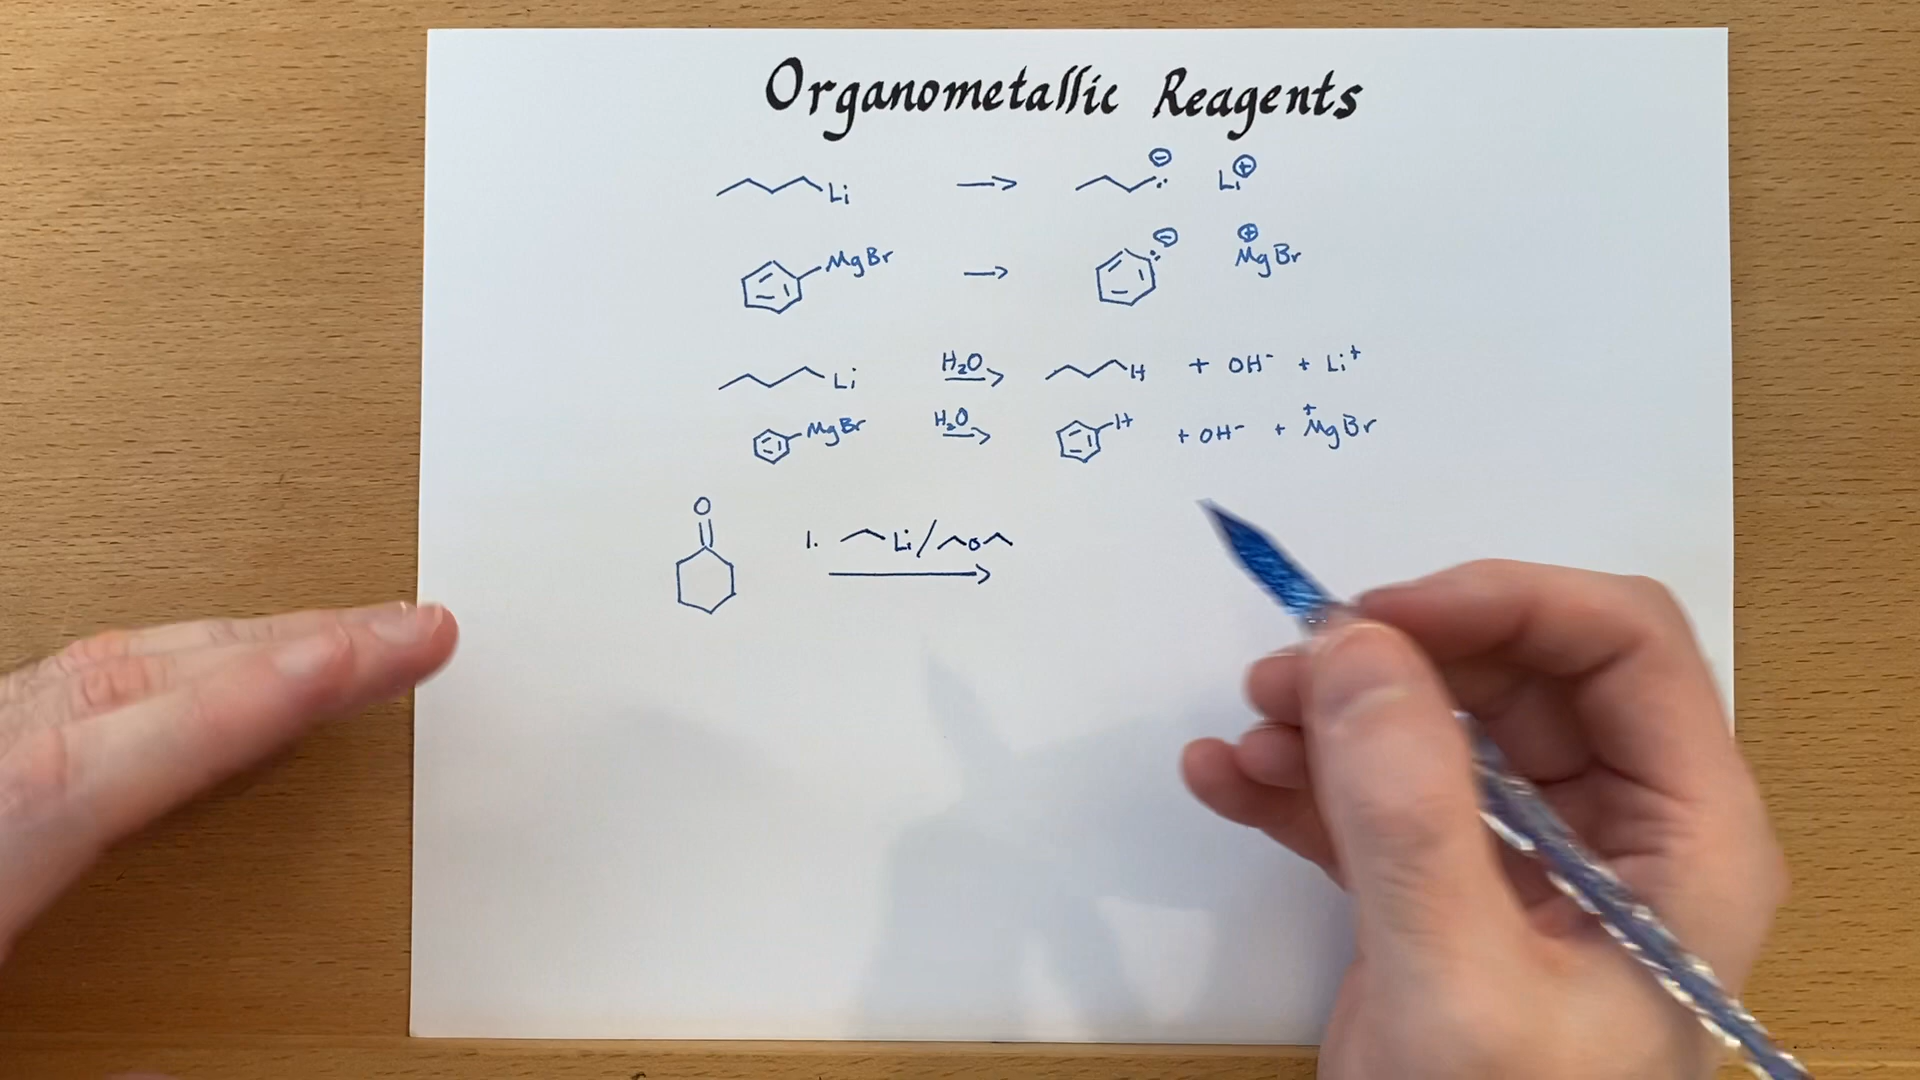 Organometallic Reagents
Li → ⊖ : Li⊕
MgBr → ⊖ : ⊕MgBr
Li H₂O → H + OH⁻ + Li⁺
MgBr H₂O → H + OH⁻ + ⁺MgBr
O 1. Li/ O →